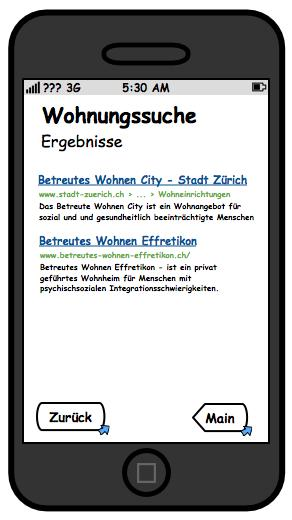 ??? 3G 5:30 AM
Wohnungssuche
Ergebnisse
Betreutes Wohnen City - Stadt Zürich
www.stadt-zuerich.ch > ... > Wohneinrichtungen
Das Betreute Wohnen City ist ein Wohnangebot für
sozial und und gesundheitlich beeinträchtigte Menschen
Betreutes Wohnen Effretikon
www.betreutes-wohnen-effretikon.ch/
Betreutes Wohnen Effretikon - ist ein privat
geführtes Wohnheim für Menschen mit
psychischsozialen Integrationsschwierigkeiten.
Zurück
Main